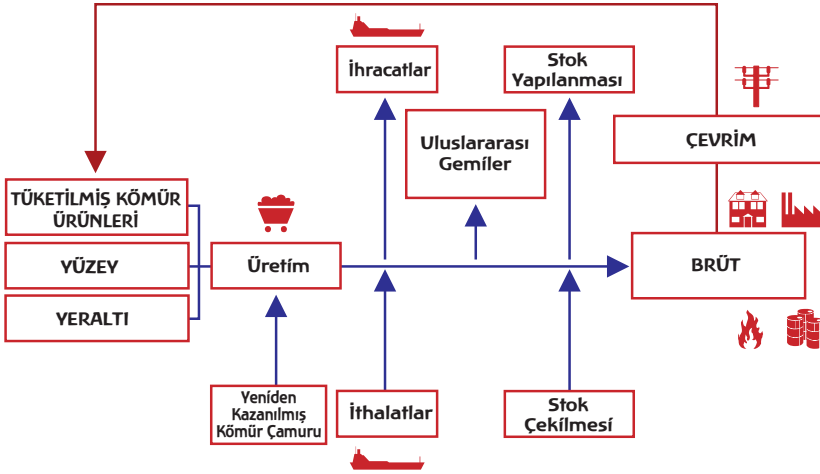 İhracatlar
Stok
Yapılanması
Uluslararası
Gemiler
ÇEVRİM
TÜKETİLMİŞ KÖMÜR
ÜRÜNLERİ
YÜZEY
Üretim
BRÜT
YERALTI
Yeniden
Kazanılmış
Kömür Çamuru
İthalatlar
Stok
Çekilmesi